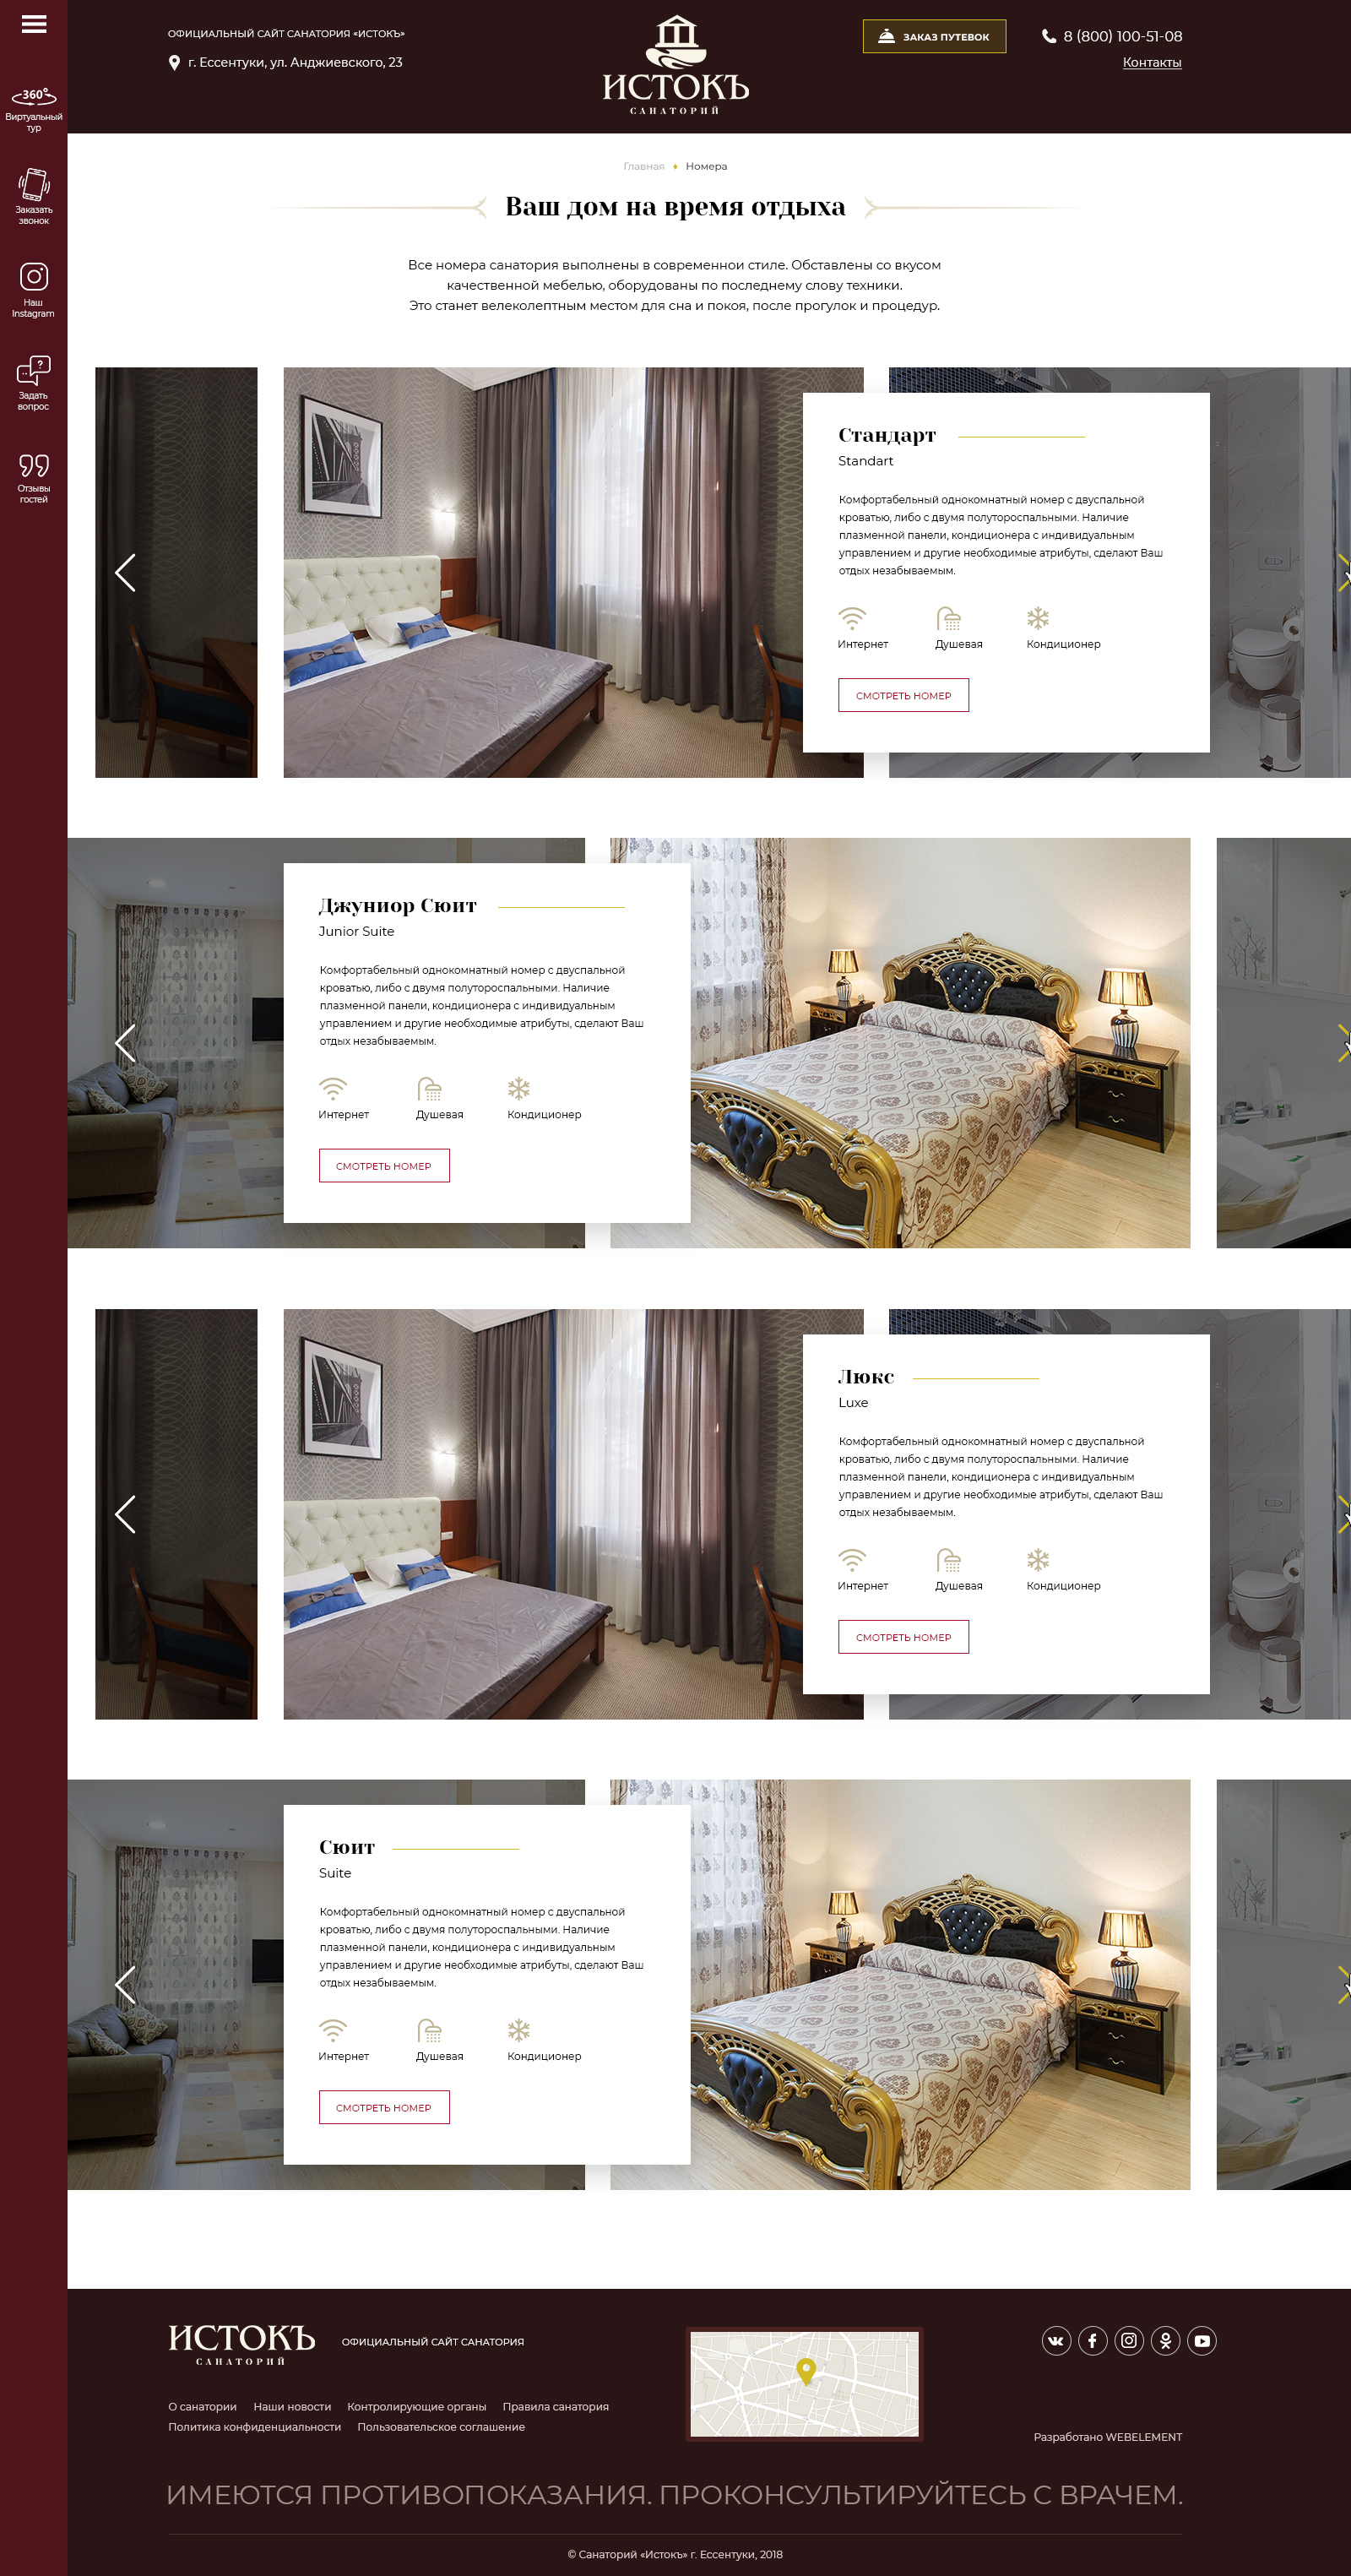 ОФИЦИАЛЬНЫЙ САЙТ САНАТОРИЯ «ИСТОКЪ»
г. Ессентуки, ул. Анджиевского, 23
ИСТОКЪ
САНАТОРИЙ
ЗАКАЗ ПУТЕВОК
8 (800) 100-51-08
Контакты
360°
Виртуальный
тур
Заказать
звонок
Наш
Instagram
Задать
вопрос
Отзывы
гостей
Главная ♦ Номера
Ваш дом на время отдыха
Все номера санатория выполнены в современнои стиле. Обставлены со вкусом
качественной мебелью, оборудованы по последнему слову техники.
Это станет велеколептным местом для сна и покоя, после прогулок и процедур.
Стандарт
Standart
Комфортабельный однокомнатный номер с двуспальной
кроватью, либо с двумя полутороспальными. Наличие
плазменной панели, кондиционера с индивидуальным
управлением и другие необходимые атрибуты, сделают Ваш
отдых незабываемым.
Интернет
Душевая
Кондиционер
СМОТРЕТЬ НОМЕР
Джуниор Сюит
Junior Suite
Комфортабельный однокомнатный номер с двуспальной
кроватью, либо с двумя полутороспальными. Наличие
плазменной панели, кондиционера с индивидуальным
управлением и другие необходимые атрибуты, сделают Ваш
отдых незабываемым.
Интернет
Душевая
Кондиционер
СМОТРЕТЬ НОМЕР
Люкс
Luxe
Комфортабельный однокомнатный номер с двуспальной
кроватью, либо с двумя полутороспальными. Наличие
плазменной панели, кондиционера с индивидуальным
управлением и другие необходимые атрибуты, сделают Ваш
отдых незабываемым.
Интернет
Душевая
Кондиционер
СМОТРЕТЬ НОМЕР
Сюит
Suite
Комфортабельный однокомнатный номер с двуспальной
кроватью, либо с двумя полутороспальными. Наличие
плазменной панели, кондиционера с индивидуальным
управлением и другие необходимые атрибуты, сделают Ваш
отдых незабываемым.
Интернет
Душевая
Кондиционер
СМОТРЕТЬ НОМЕР
ИСТОКЪ
САНАТОРИЙ
ОФИЦИАЛЬНЫЙ САЙТ САНАТОРИЯ
О санатории Наши новости Контролирующие органы Правила санатория
Политика конфиденциальности Пользовательское соглашение
Разработано WEBELEMENT
ИМЕЮТСЯ ПРОТИВОПОКАЗАНИЯ. ПРОКОНСУЛЬТИРУЙТЕСЬ С ВРАЧЕМ.
© Санаторий «Истокъ» г. Ессентуки, 2018